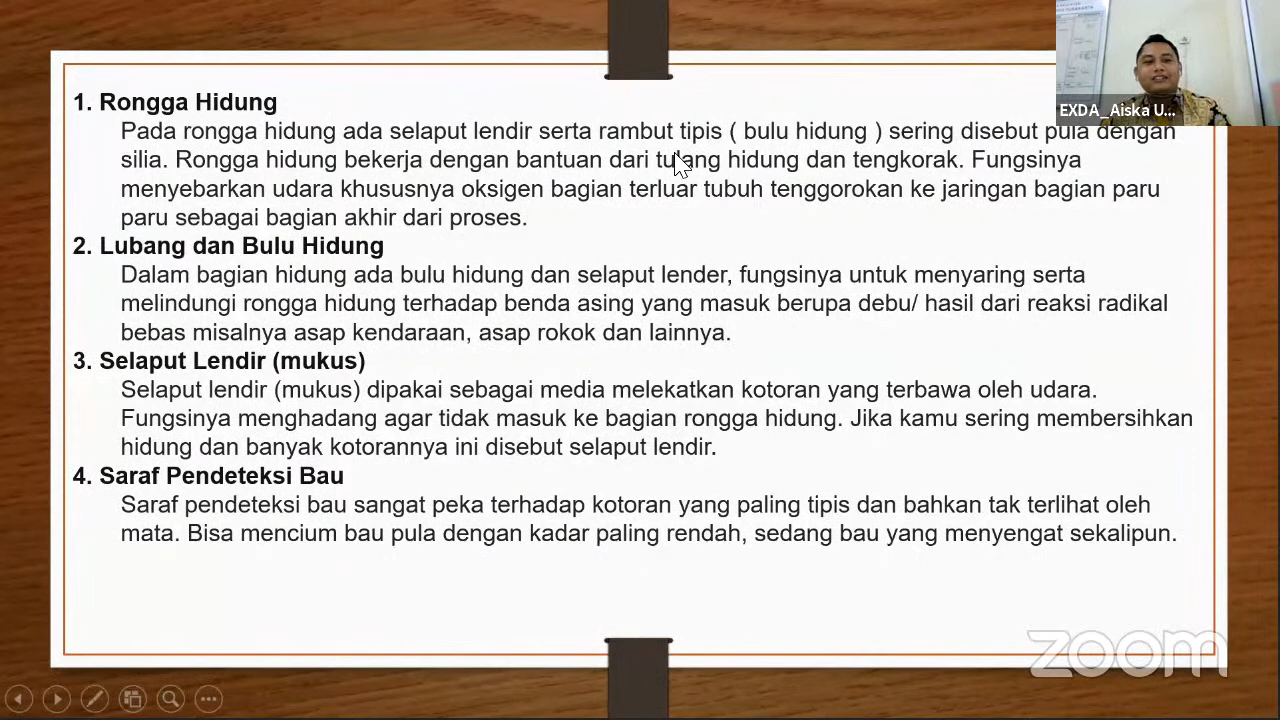 1. Rongga Hidung
Pada rongga hidung ada selaput lendir serta rambut tipis ( bulu hidung ) sering disebut pula dengan
silia. Rongga hidung bekerja dengan bantuan dari tulang hidung dan tengkorak. Fungsinya
menyebarkan udara khususnya oksigen bagian terluar tubuh tenggorokan ke jaringan bagian paru
paru sebagai bagian akhir dari proses.
2. Lubang dan Bulu Hidung
Dalam bagian hidung ada bulu hidung dan selaput lender, fungsinya untuk menyaring serta
melindungi rongga hidung terhadap benda asing yang masuk berupa debu/ hasil dari reaksi radikal
bebas misalnya asap kendaraan, asap rokok dan lainnya.
3. Selaput Lendir (mukus)
Selaput lendir (mukus) dipakai sebagai media melekatkan kotoran yang terbawa oleh udara.
Fungsinya menghadang agar tidak masuk ke bagian rongga hidung. Jika kamu sering membersihkan
hidung dan banyak kotorannya ini disebut selaput lendir.
4. Saraf Pendeteksi Bau
Saraf pendeteksi bau sangat peka terhadap kotoran yang paling tipis dan bahkan tak terlihat oleh
mata. Bisa mencium bau pula dengan kadar paling rendah, sedang bau yang menyengat sekalipun.
EXDA_Aiska U...
zoom